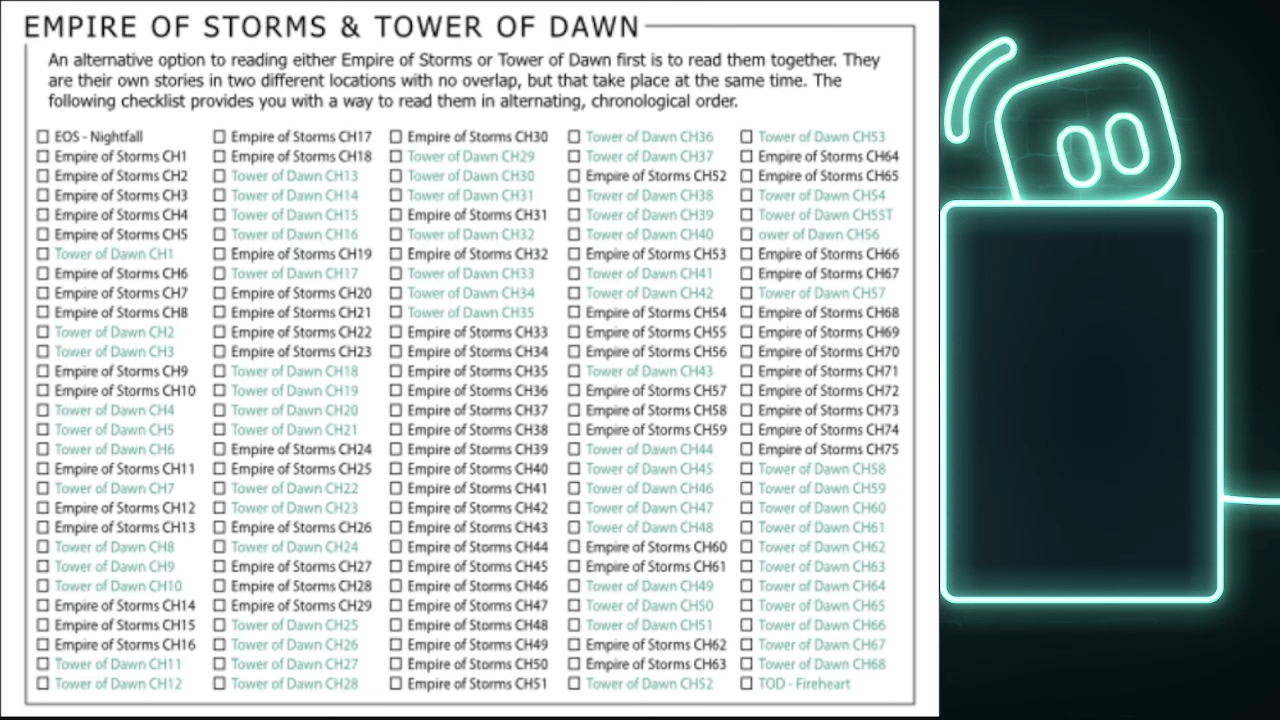 EMPIRE OF STORMS & TOWER OF DAWN
An alternative option to reading either Empire of Storms or Tower of Dawn first is to read them together. They
are their own stories in two different locations with no overlap, but that take place at the same time. The
following checklist provides you with a way to read them in alternating, chronological order.
EOS - Nightfall
Empire of Storms CH1
Empire of Storms CH2
Empire of Storms CH3
Empire of Storms CH4
Empire of Storms CH5
Tower of Dawn CH1
Empire of Storms CH6
Empire of Storms CH7
Empire of Storms CH8
Tower of Dawn CH2
Tower of Dawn CH3
Empire of Storms CH9
Empire of Storms CH10
Tower of Dawn CH4
Tower of Dawn CH5
Tower of Dawn CH6
Empire of Storms CH11
Tower of Dawn CH7
Empire of Storms CH12
Empire of Storms CH13
Tower of Dawn CH8
Tower of Dawn CH9
Tower of Dawn CH10
Empire of Storms CH14
Empire of Storms CH15
Empire of Storms CH16
Tower of Dawn CH11
Tower of Dawn CH12
Empire of Storms CH17
Empire of Storms CH18
Tower of Dawn CH13
Tower of Dawn CH14
Tower of Dawn CH15
Tower of Dawn CH16
Empire of Storms CH19
Tower of Dawn CH17
Empire of Storms CH20
Empire of Storms CH21
Empire of Storms CH22
Empire of Storms CH23
Tower of Dawn CH18
Tower of Dawn CH19
Tower of Dawn CH20
Tower of Dawn CH21
Empire of Storms CH24
Empire of Storms CH25
Tower of Dawn CH22
Tower of Dawn CH23
Empire of Storms CH26
Tower of Dawn CH24
Empire of Storms CH27
Empire of Storms CH28
Empire of Storms CH29
Tower of Dawn CH25
Tower of Dawn CH26
Tower of Dawn CH27
Tower of Dawn CH28
Empire of Storms CH30
Tower of Dawn CH29
Tower of Dawn CH30
Tower of Dawn CH31
Empire of Storms CH31
Tower of Dawn CH32
Empire of Storms CH32
Tower of Dawn CH33
Tower of Dawn CH34
Tower of Dawn CH35
Empire of Storms CH33
Empire of Storms CH34
Empire of Storms CH35
Empire of Storms CH36
Empire of Storms CH37
Empire of Storms CH38
Empire of Storms CH39
Empire of Storms CH40
Empire of Storms CH41
Empire of Storms CH42
Empire of Storms CH43
Empire of Storms CH44
Empire of Storms CH45
Empire of Storms CH46
Empire of Storms CH47
Empire of Storms CH48
Empire of Storms CH49
Empire of Storms CH50
Empire of Storms CH51
Tower of Dawn CH36
Tower of Dawn CH37
Empire of Storms CH52
Tower of Dawn CH38
Tower of Dawn CH39
Tower of Dawn CH40
Empire of Storms CH53
Tower of Dawn CH41
Tower of Dawn CH42
Empire of Storms CH54
Empire of Storms CH55
Empire of Storms CH56
Tower of Dawn CH43
Empire of Storms CH57
Empire of Storms CH58
Empire of Storms CH59
Tower of Dawn CH44
Tower of Dawn CH45
Tower of Dawn CH46
Tower of Dawn CH47
Tower of Dawn CH48
Empire of Storms CH60
Empire of Storms CH61
Tower of Dawn CH49
Tower of Dawn CH50
Tower of Dawn CH51
Empire of Storms CH62
Empire of Storms CH63
Tower of Dawn CH52
Tower of Dawn CH53
Empire of Storms CH64
Empire of Storms CH65
Tower of Dawn CH54
Tower of Dawn CH55T
ower of Dawn CH56
Empire of Storms CH66
Empire of Storms CH67
Tower of Dawn CH57
Empire of Storms CH68
Empire of Storms CH69
Empire of Storms CH70
Empire of Storms CH71
Empire of Storms CH72
Empire of Storms CH73
Empire of Storms CH74
Empire of Storms CH75
Tower of Dawn CH58
Tower of Dawn CH59
Tower of Dawn CH60
Tower of Dawn CH61
Tower of Dawn CH62
Tower of Dawn CH63
Tower of Dawn CH64
Tower of Dawn CH65
Tower of Dawn CH66
Tower of Dawn CH67
Tower of Dawn CH68
TOD - Fireheart